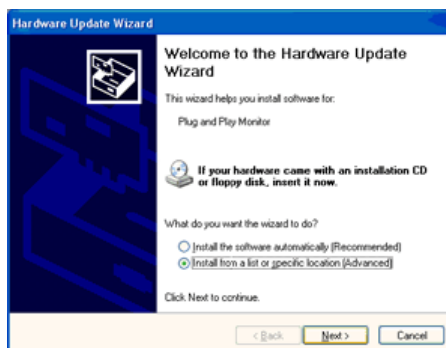 Hardware Update Wizard
Welcome to the Hardware Update
Wizard
This wizard helps you install software for:
Plug and Play Monitor
If your hardware came with an installation CD
or floppy disk, insert it now.
What do you want the wizard to do?
Install the software automatically (Recommended)
Install from a list or specific location (Advanced)
Click Next to continue.
< Back Next > Cancel